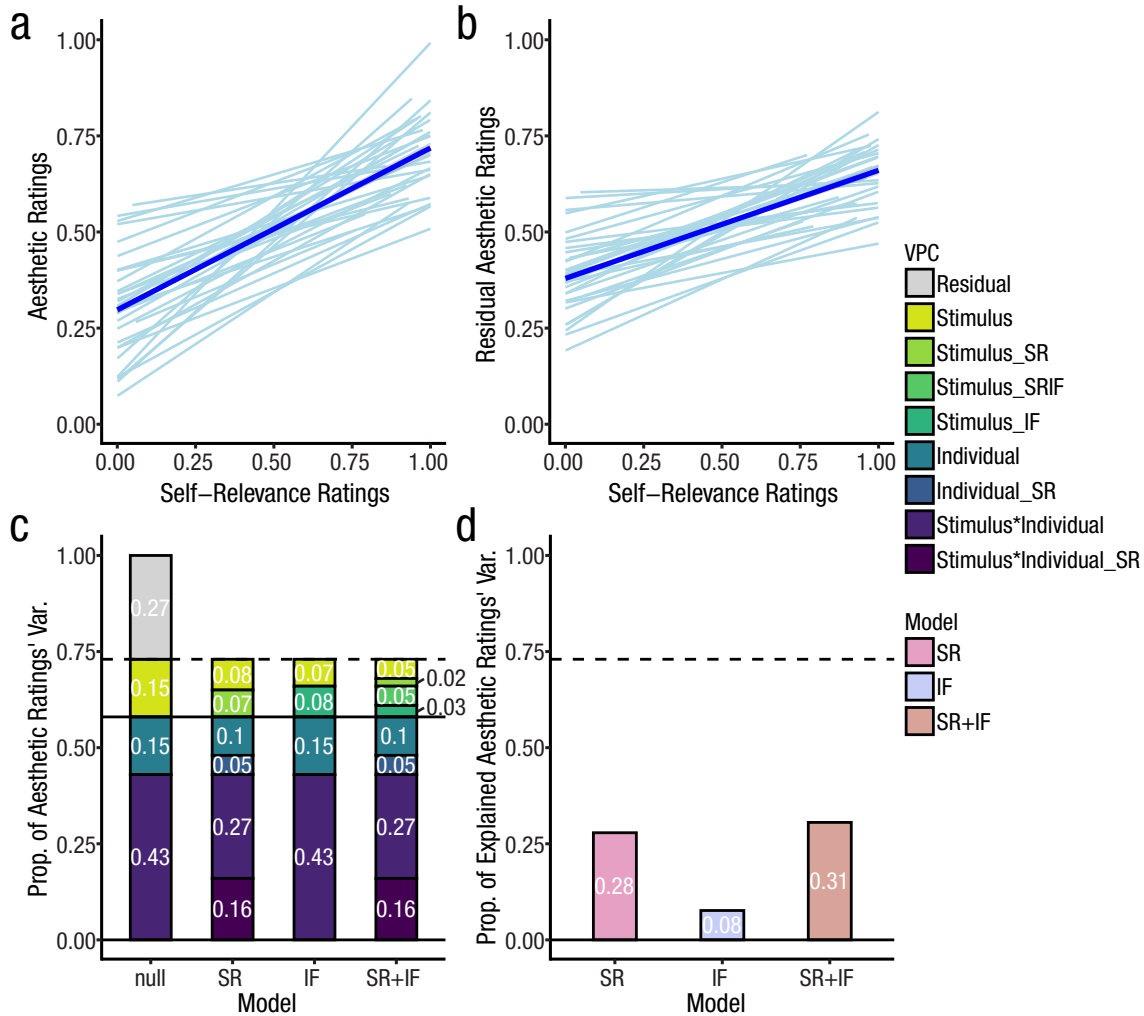 a
1.00
0.75
0.50
0.25
0.00
Aesthetic Ratings
0.00 0.25 0.50 0.75 1.00
Self−Relevance Ratings
b
1.00
0.75
0.50
0.25
0.00
Residual Aesthetic Ratings
0.00 0.25 0.50 0.75 1.00
Self−Relevance Ratings
c
1.00
0.75
0.50
0.25
0.00
Prop. of Aesthetic Ratings' Var.
0.27
0.15
0.15
0.43
0.08
0.07
0.1
0.05
0.27
0.16
0.07
0.08
0.15
0.43
0.05
0.02
0.05
0.03
0.1
0.05
0.27
0.16
null SR IF SR+IF
Model
d
1.00
0.75
0.50
0.25
0.00
Prop. of Explained Aesthetic Ratings' Var.
0.28
0.08
0.31
SR IF SR+IF
Model
VPC
Residual
Stimulus
Stimulus_SR
Stimulus_SRIF
Stimulus_IF
Individual
Individual_SR
Stimulus*Individual
Stimulus*Individual_SR
Model
SR
IF
SR+IF